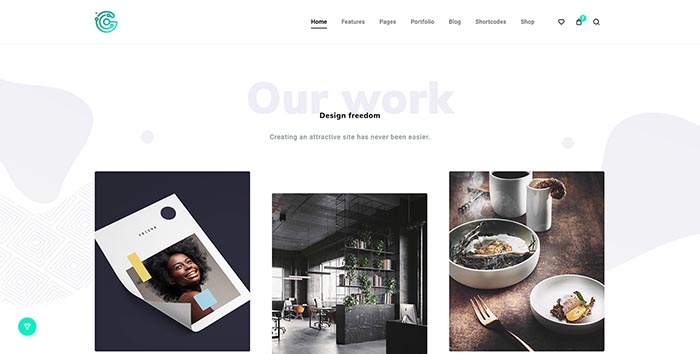 Home Features Pages Portfolio Blog Shortcodes Shop
Our work
Design freedom
Creating an attractive site has never been easier.